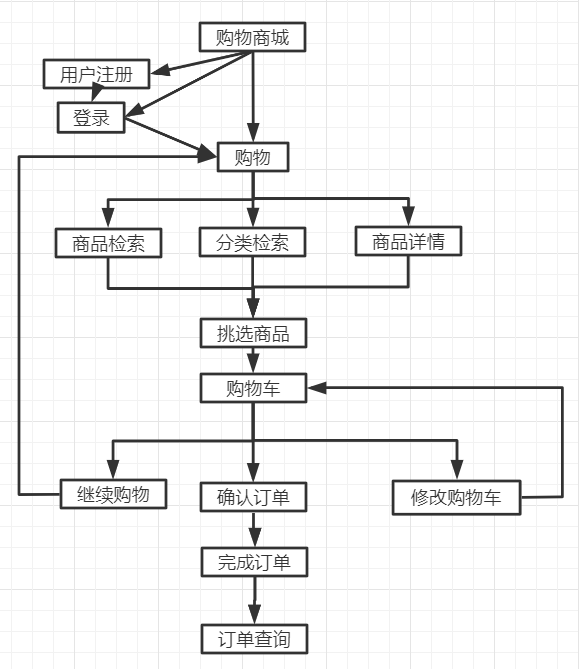 购物商城
用户注册
登录
购物
商品检索
分类检索
商品详情
挑选商品
购物车
继续购物
确认订单
修改购物车
完成订单
订单查询